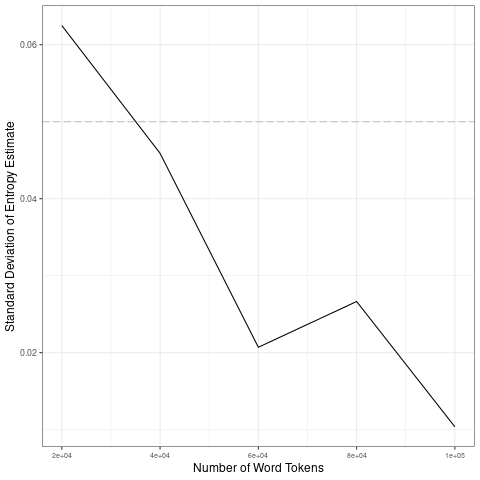 Standard Deviation of Entropy Estimate
0.06
0.04
0.02
2e+04 4e+04 6e+04 8e+04 1e+05
Number of Word Tokens